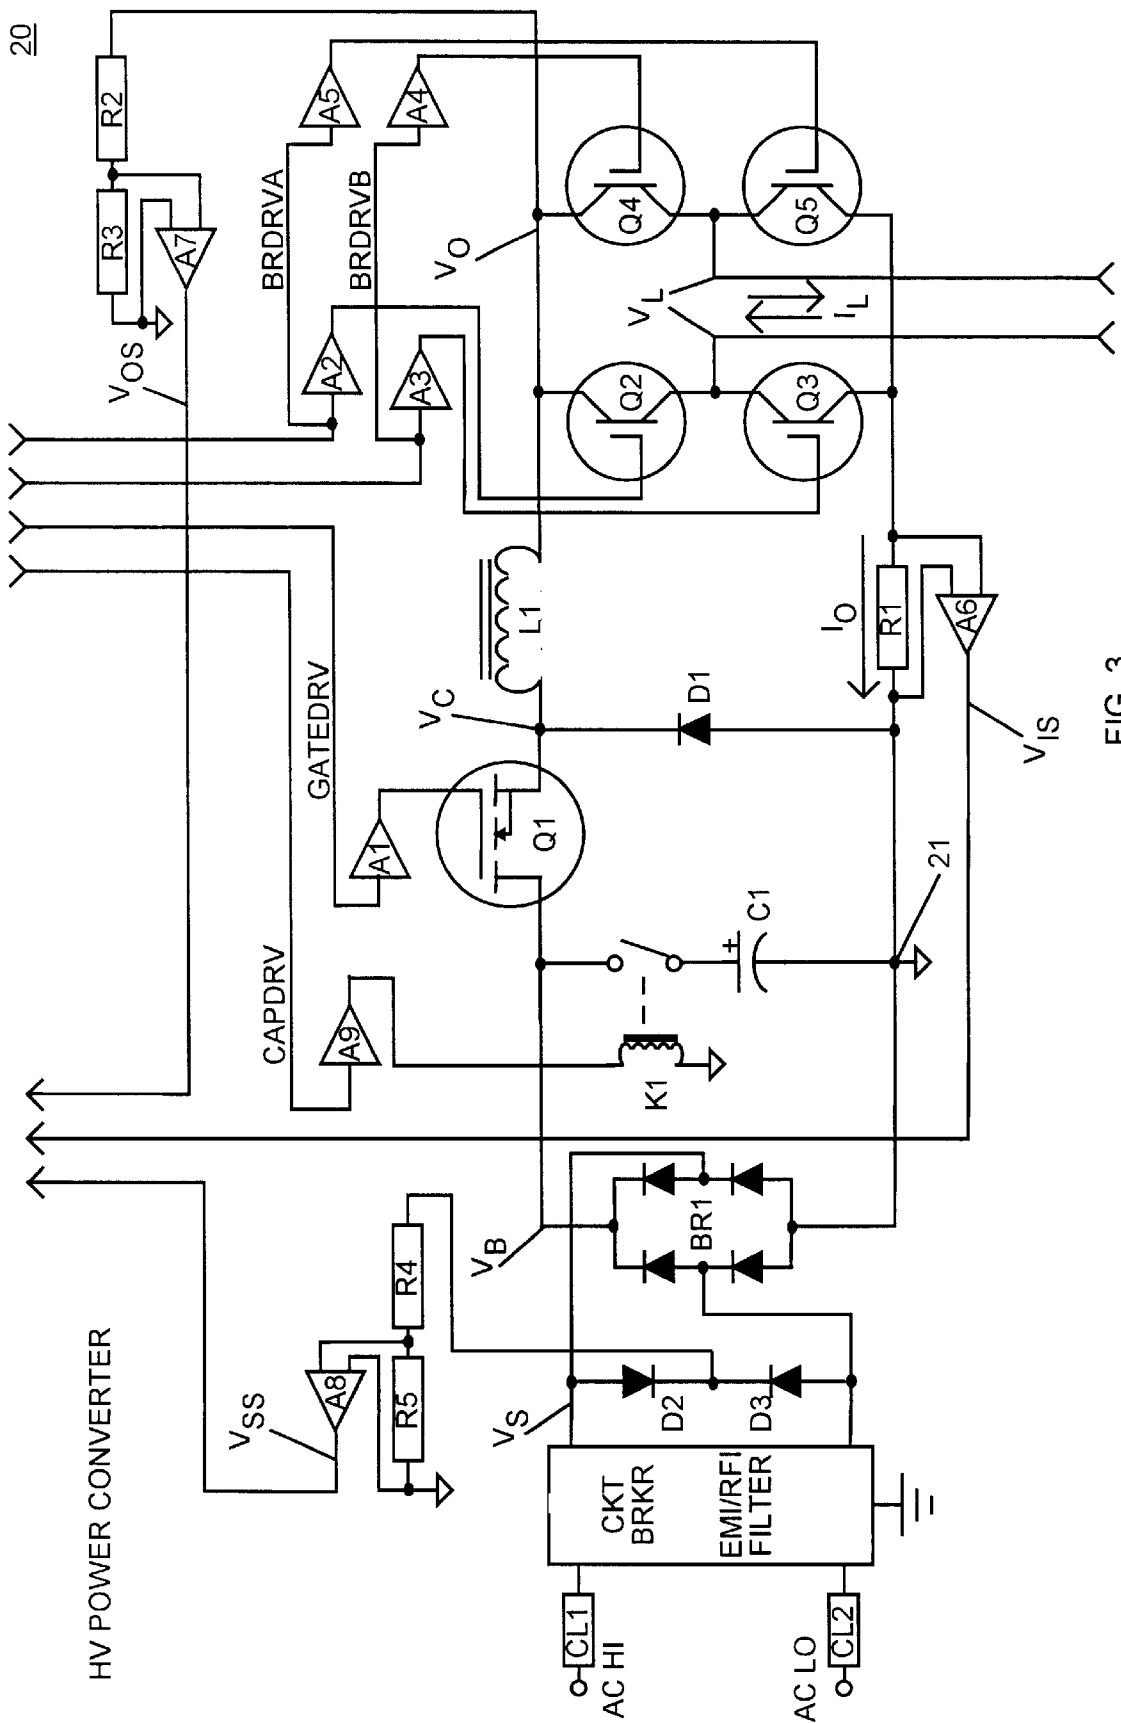 20
HV POWER CONVERTER
R2
R3
A7
VOS
A5
A4
BRDRVA
BRDRVB
A2
A3
GATEDRV
CAPDRV
A1
A9
A8
R4
R5
VSS
VO
Q4
Q5
VL
IL
Q2
Q3
L1
VC
Q1
D1
IO
R1
A6
VIS
21
+
C1
K1
VB
BR1
VS
D2
D3
CKT
BRKR
EMI/RFI
FILTER
CL1
AC HI
CL2
AC LO
FIG. 3